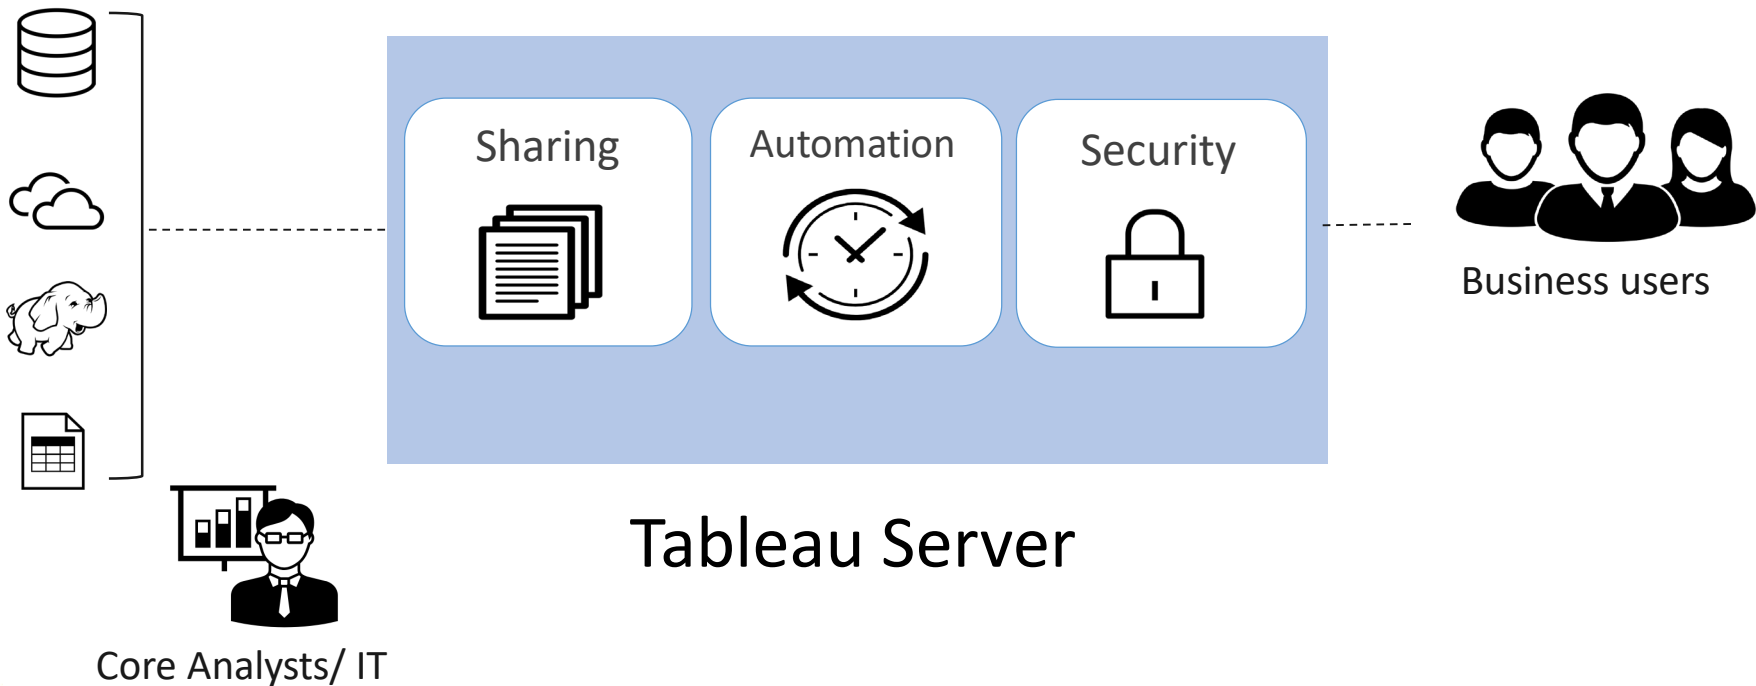 Sharing
Automation
Security
Business users
Tableau Server
Core Analysts/ IT